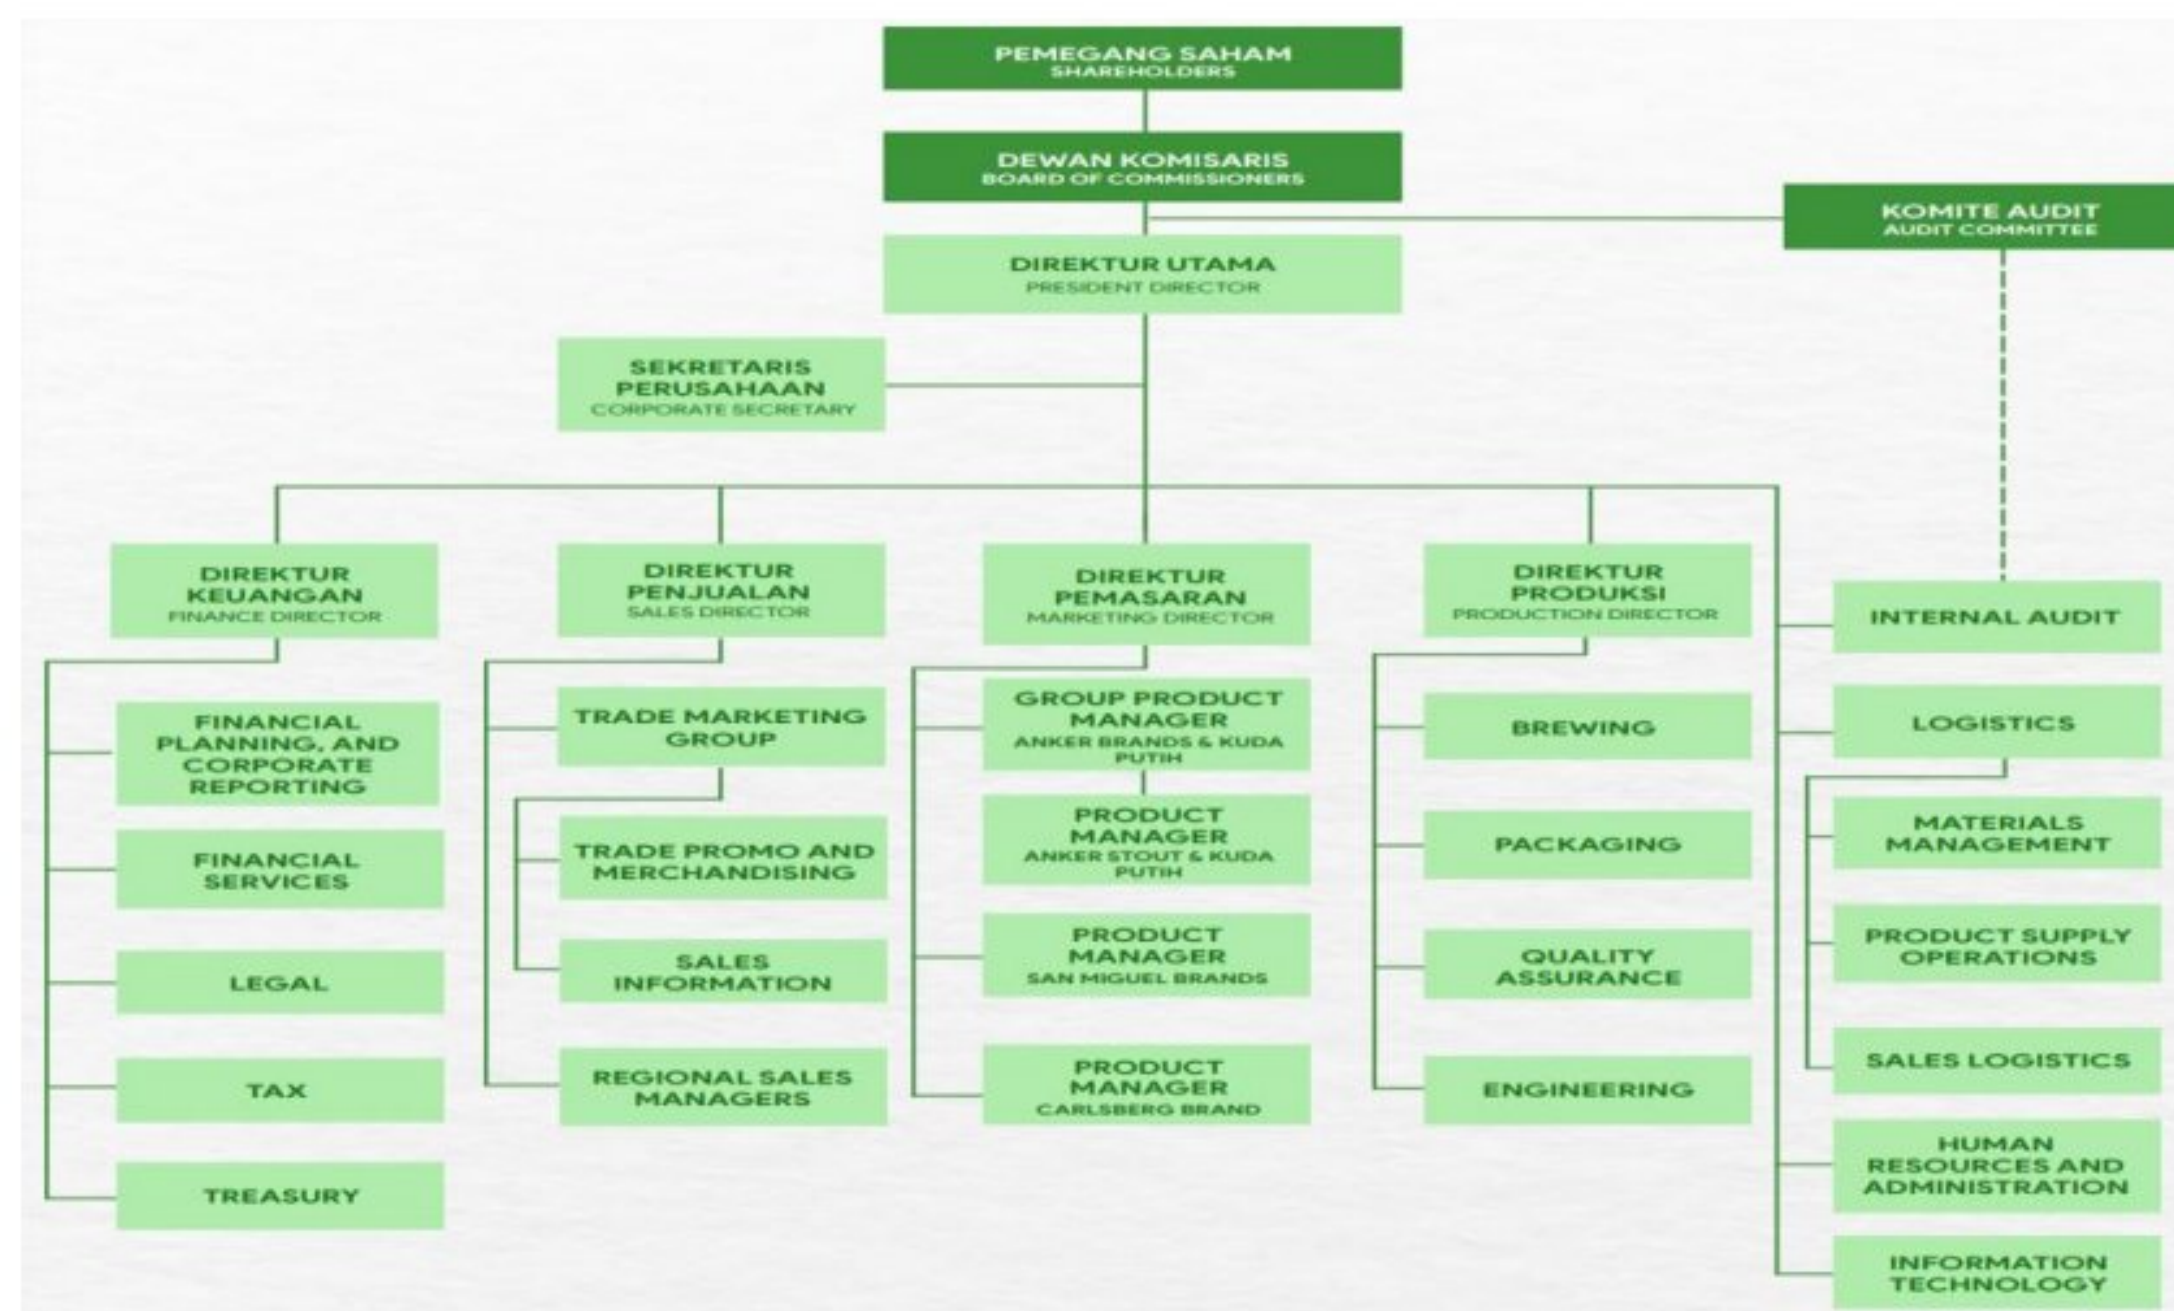 PEMEGANG SAHAM
SHAREHOLDERS
DEWAN KOMISARIS
BOARD OF COMMISSIONERS
KOMITE AUDIT
AUDIT COMMITTEE
DIREKTUR UTAMA
PRESIDENT DIRECTOR
SEKRETARIS
PERUSAHAAN
CORPORATE SECRETARY
DIREKTUR
KEUANGAN
FINANCE DIRECTOR
FINANCIAL
PLANNING, AND
CORPORATE
REPORTING
FINANCIAL
SERVICES
LEGAL
TAX
TREASURY
DIREKTUR
PENJUALAN
SALES DIRECTOR
TRADE MARKETING
GROUP
TRADE PROMO AND
MERCHANDISING
SALES
INFORMATION
REGIONAL SALES
MANAGERS
DIREKTUR
PEMASARAN
MARKETING DIRECTOR
GROUP PRODUCT
MANAGER
ANKER BRANDS & KUDA
PUTIH
PRODUCT
MANAGER
ANKER STOUT & KUDA
PUTIH
PRODUCT
MANAGER
SAN MIGUEL BRANDS
PRODUCT
MANAGER
CARLSBERG BRAND
DIREKTUR
PRODUKSI
PRODUCTION DIRECTOR
BREWING
PACKAGING
QUALITY
ASSURANCE
ENGINEERING
INTERNAL AUDIT
LOGISTICS
MATERIALS
MANAGEMENT
PRODUCT SUPPLY
OPERATIONS
SALES LOGISTICS
HUMAN
RESOURCES AND
ADMINISTRATION
INFORMATION
TECHNOLOGY